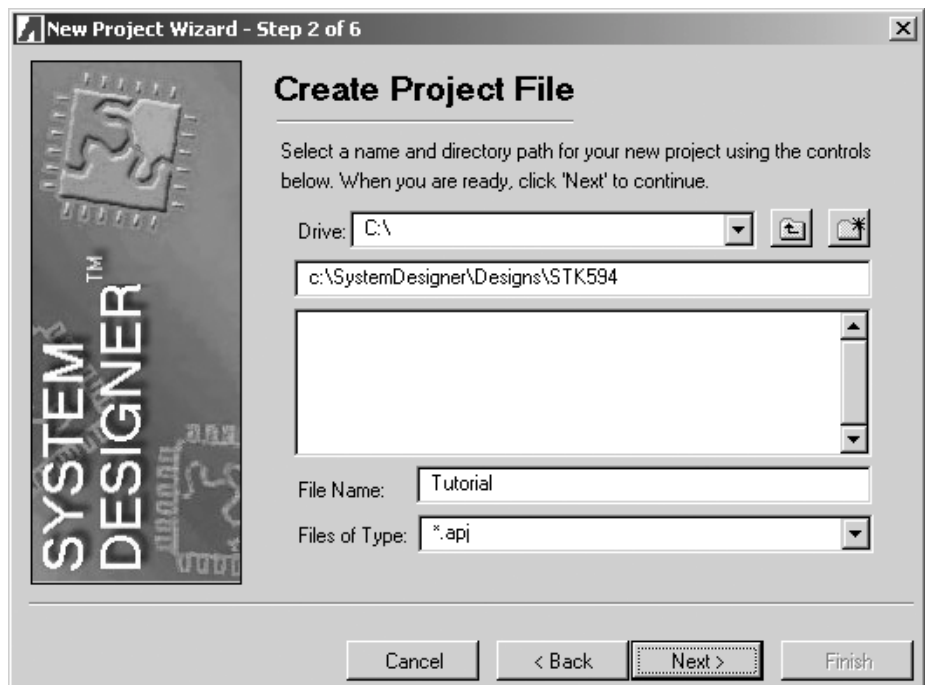 New Project Wizard - Step 2 of 6
SYSTEM
DESIGNER™
Create Project File
Select a name and directory path for your new project using the controls
below. When you are ready, click 'Next' to continue.
Drive: C:\
c:\SystemDesigner\Designs\STK594
File Name: Tutorial
Files of Type: *.apj
Cancel < Back Next > Finish